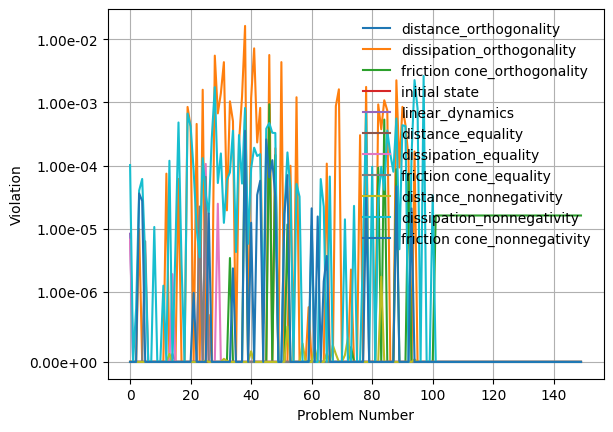 1.00e-02
1.00e-03
1.00e-04
1.00e-05
1.00e-06
0.00e+00
Violation
distance_orthogonality
dissipation_orthogonality
friction cone_orthogonality
initial state
linear_dynamics
distance_equality
dissipation_equality
friction cone_equality
distance_nonnegativity
dissipation_nonnegativity
friction cone_nonnegativity
0 20 40 60 80 100 120 140
Problem Number